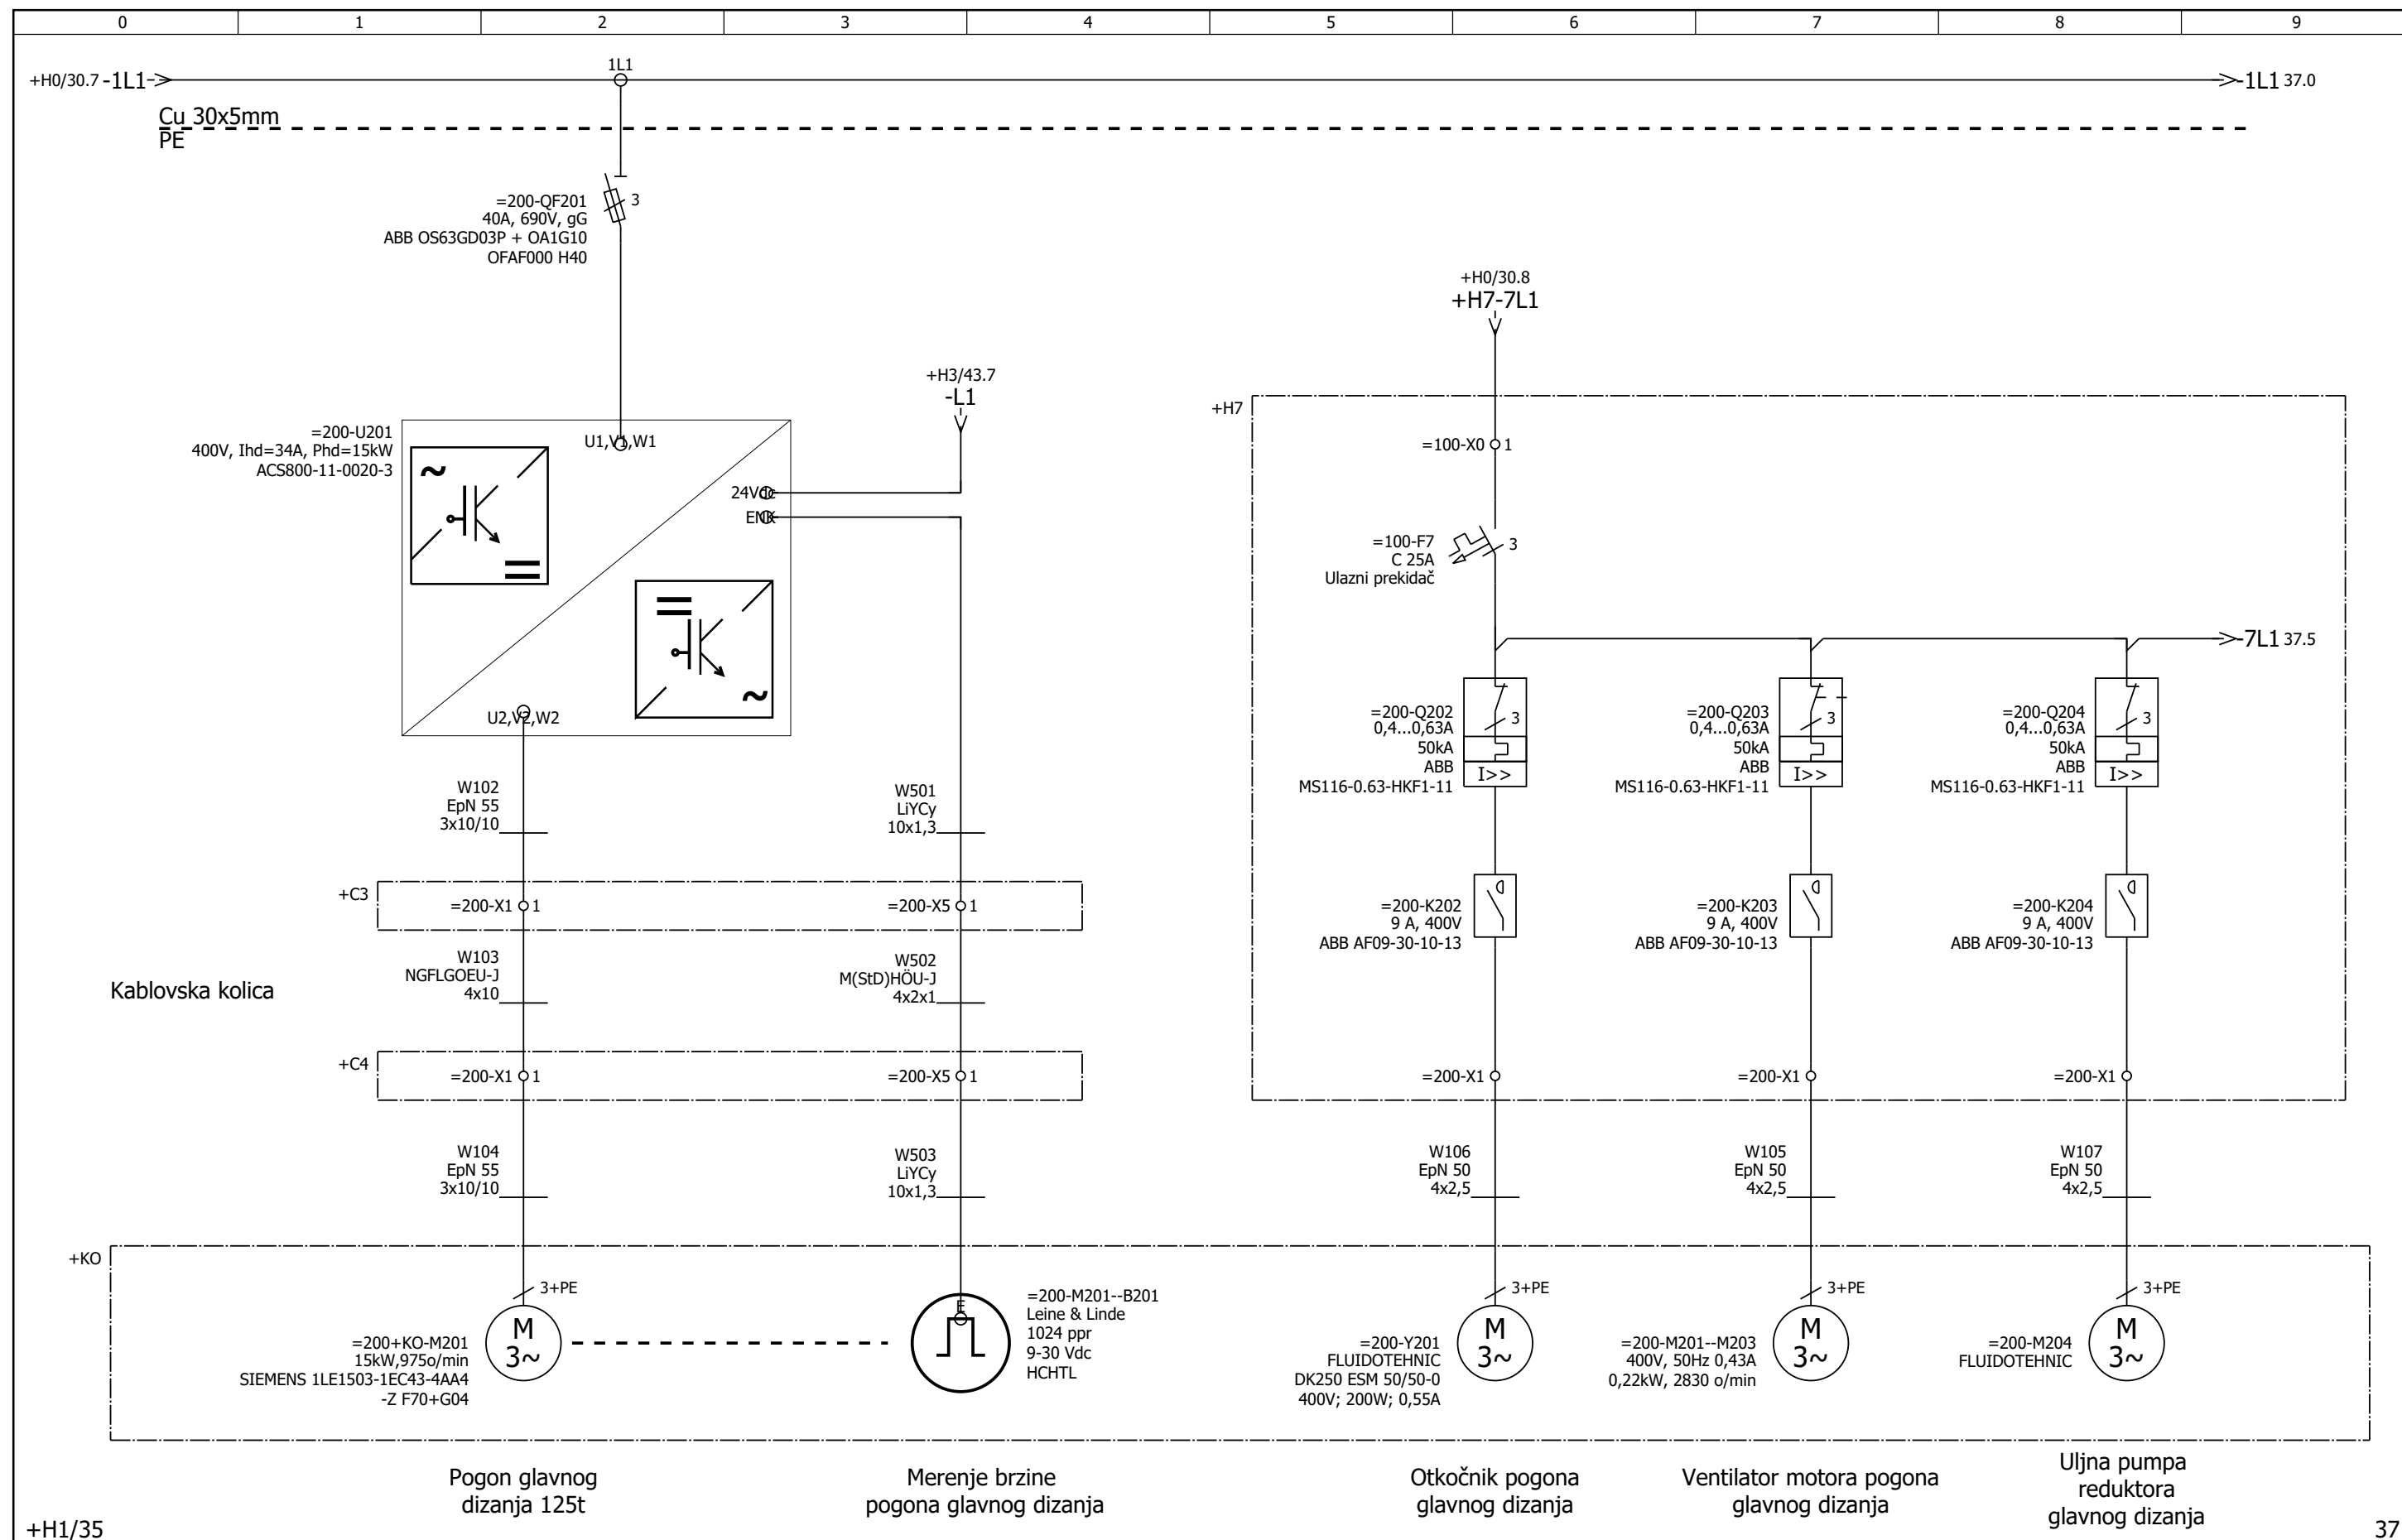 0 1 2 3 4 5 6 7 8 9
+H0/30.7 -1L1
1L1
-1L1 37.0
Cu 30x5mm
PE
=200-QF201
40A, 690V, gG
ABB OS63GD03P + OA1G10
OFAF000 H40
3
+H0/30.8
+H7-7L1
+H3/43.7
-L1
+H7
=200-U201
400V, Ihd=34A, Phd=15kW
ACS800-11-0020-3
U1,V1,W1
24Vdc
ENK
~
~
U2,V2,W2
=100-X0 1
=100-F7
C 25A
Ulazni prekidač
3
-7L1 37.5
=200-Q202
0,4...0,63A
50kA
ABB
MS116-0.63-HKF1-11
3
I>>
=200-Q203
0,4...0,63A
50kA
ABB
MS116-0.63-HKF1-11
3
I>>
=200-Q204
0,4...0,63A
50kA
ABB
MS116-0.63-HKF1-11
3
I>>
W102
EpN 55
3x10/10
W501
LiYCy
10x1,3
+C3
=200-X1 1
=200-X5 1
=200-K202
9 A, 400V
ABB AF09-30-10-13
=200-K203
9 A, 400V
ABB AF09-30-10-13
=200-K204
9 A, 400V
ABB AF09-30-10-13
Kablovska kolica
W103
NGFLGOEU-J
4x10
W502
M(StD)HÖU-J
4x2x1
+C4
=200-X1 1
=200-X5 1
=200-X1
=200-X1
=200-X1
W104
EpN 55
3x10/10
W503
LiYCy
10x1,3
W106
EpN 50
4x2,5
W105
EpN 50
4x2,5
W107
EpN 50
4x2,5
+KO
3+PE
=200+KO-M201
15kW,975o/min
SIEMENS 1LE1503-1EC43-4AA4
-Z F70+G04
M
3~
E
=200-M201--B201
Leine & Linde
1024 ppr
9-30 Vdc
HCHTL
3+PE
=200-Y201
FLUIDOTEHNIC
DK250 ESM 50/50-0
400V; 200W; 0,55A
M
3~
3+PE
=200-M201--M203
400V, 50Hz 0,43A
0,22kW, 2830 o/min
M
3~
3+PE
=200-M204
FLUIDOTEHNIC
M
3~
Pogon glavnog
dizanja 125t
Merenje brzine
pogona glavnog dizanja
Otkočnik pogona
glavnog dizanja
Ventilator motora pogona
glavnog dizanja
Uljna pumpa
reduktora
glavnog dizanja
+H1/35
37